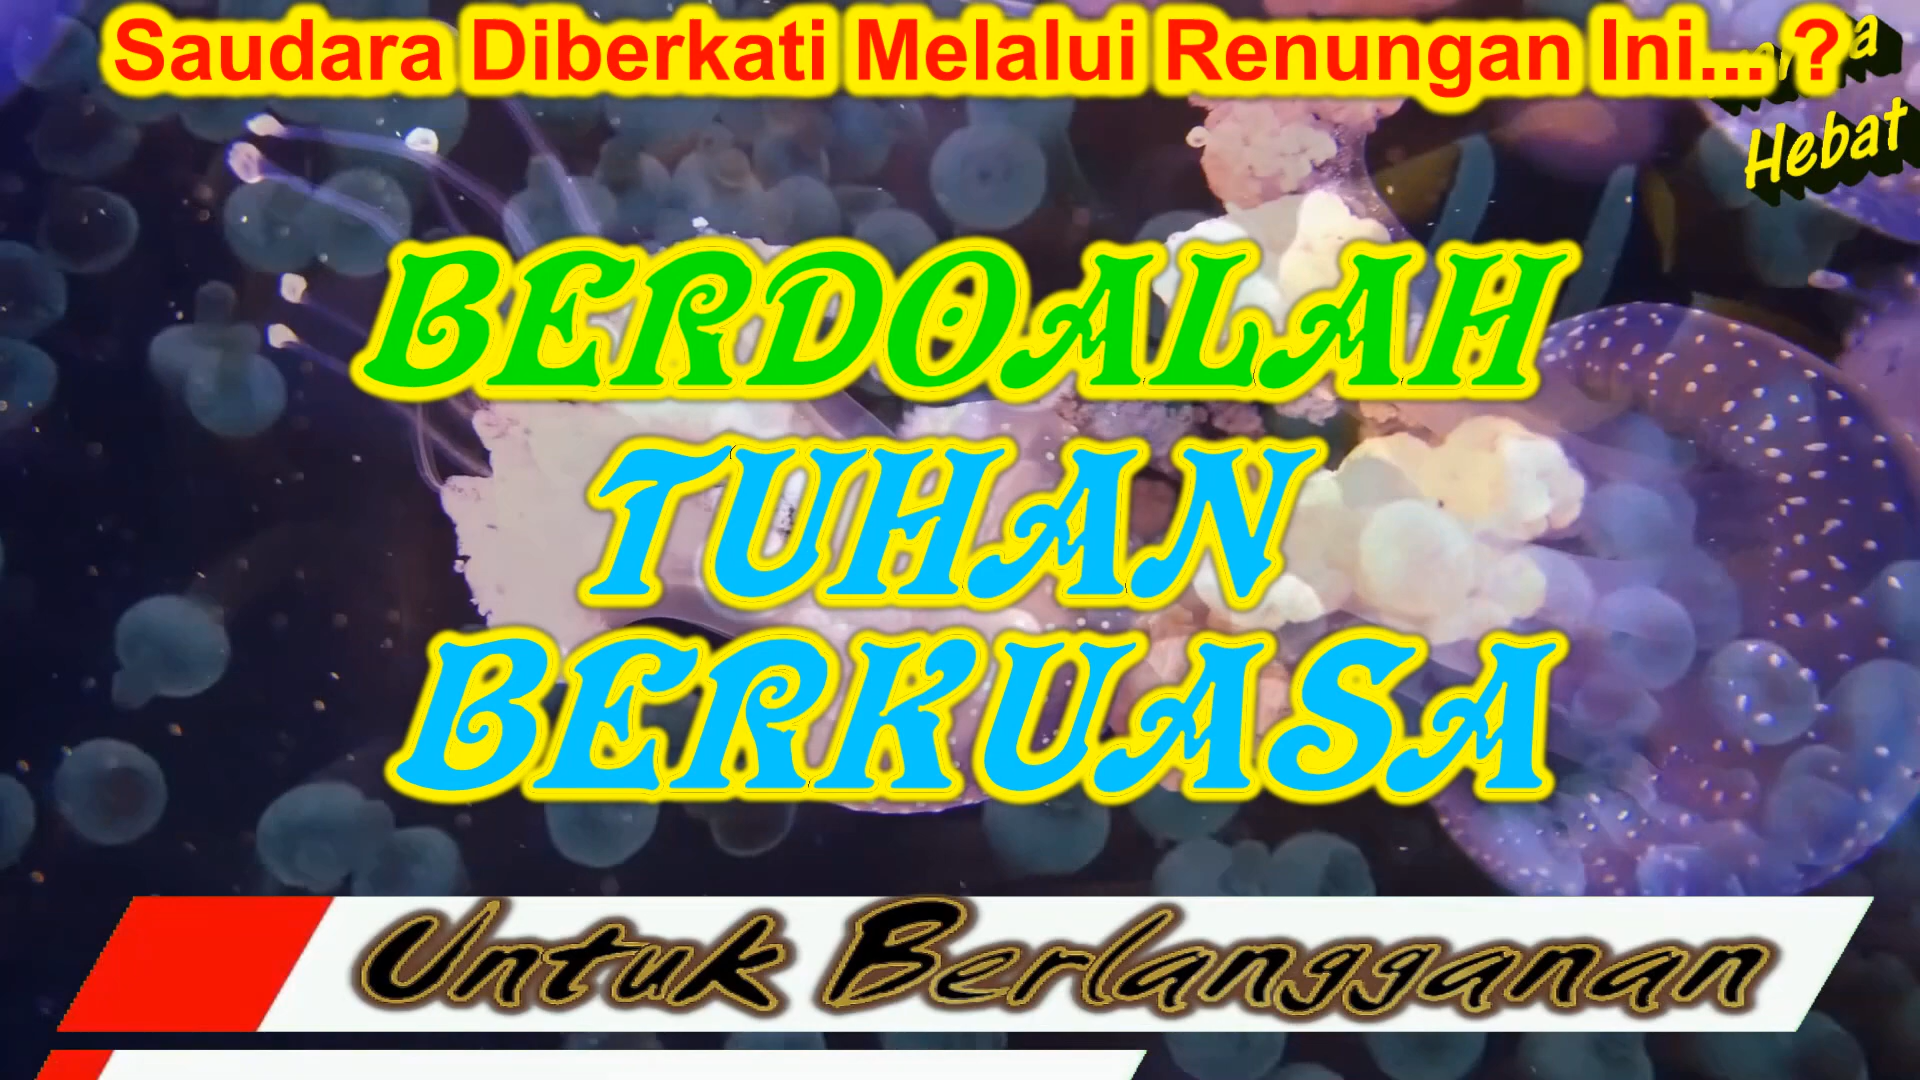 Saudara Diberkati Melalui Renungan Ini... ?
Hebat
BERDOALAH
TUHAN
BERKUASA
Untuk Berlangganan